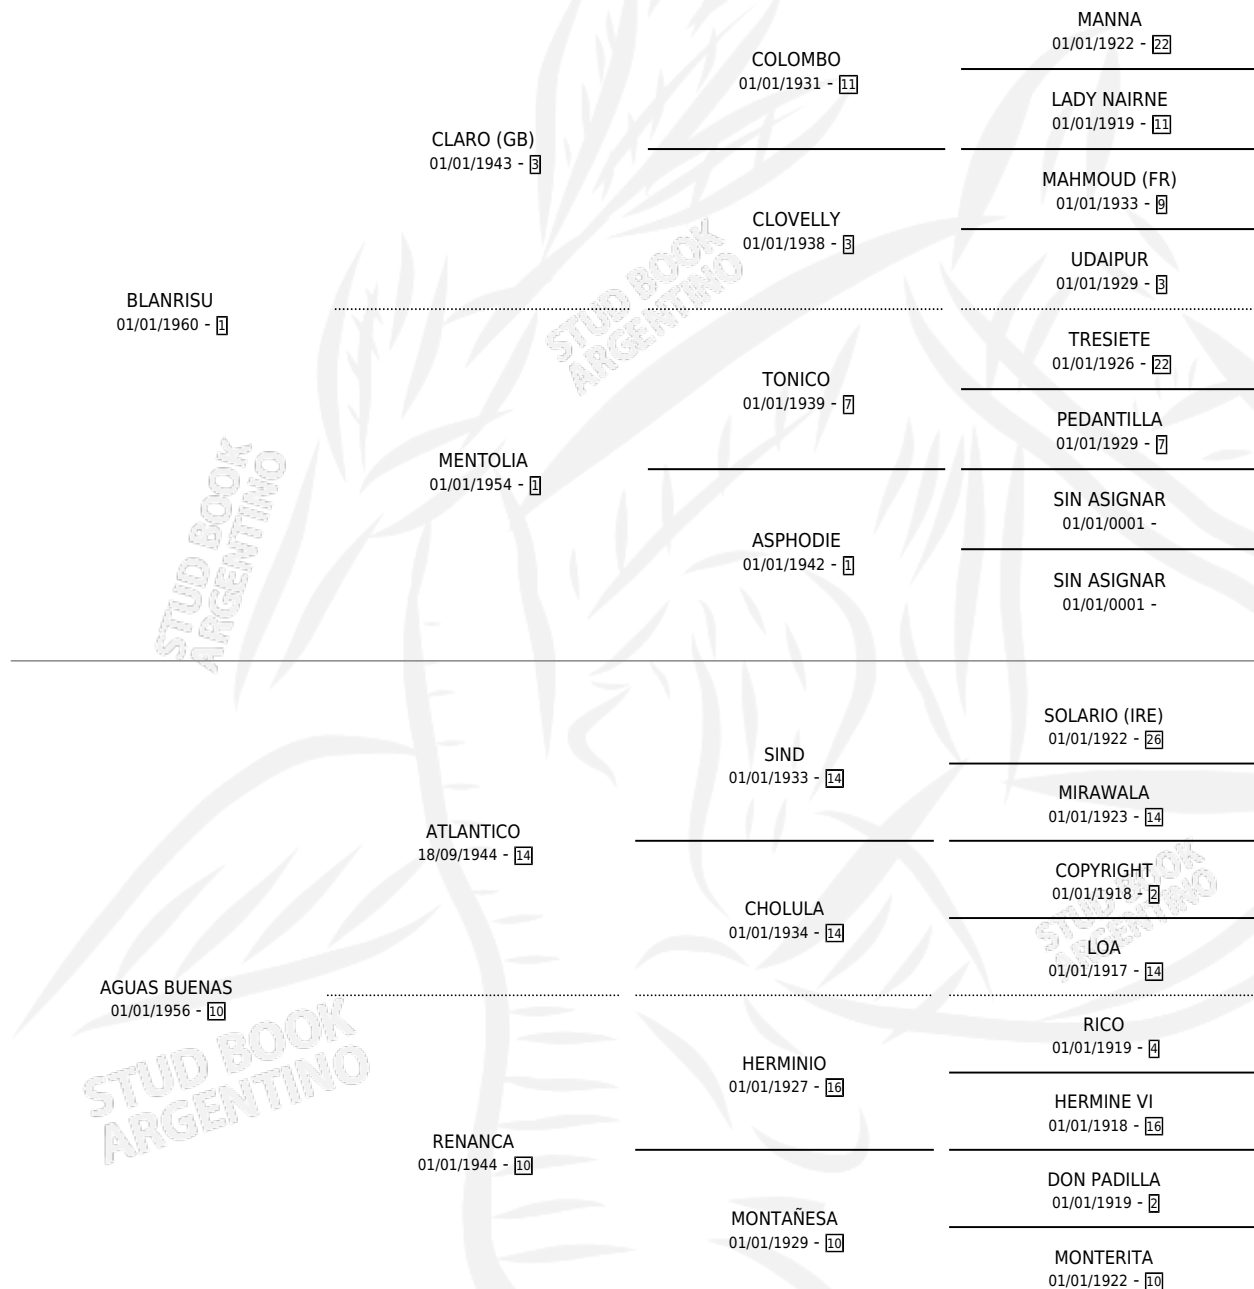 MANNA
01/01/1922 - 22
COLOMBO
01/01/1931 - 11
LADY NAIRNE
01/01/1919 - 11
CLARO (GB)
01/01/1943 - 3
MAHMOUD (FR)
01/01/1933 - 9
CLOVELLY
01/01/1938 - 3
UDAIPUR
01/01/1929 - 3
BLANRISU
01/01/1960 - 1
TRESIETE
01/01/1926 - 22
TONICO
01/01/1939 - 7
PEDANTILLA
01/01/1929 - 7
MENTOLIA
01/01/1954 - 1
SIN ASIGNAR
01/01/0001 -
ASPHODIE
01/01/1942 - 1
SIN ASIGNAR
01/01/0001 -
STUD BOOK
ARGENTINO
STUD BOOK
ARGENTINO
SOLARIO (IRE)
01/01/1922 - 26
SIND
01/01/1933 - 14
MIRAWALA
01/01/1923 - 14
ATLANTICO
18/09/1944 - 14
COPYRIGHT
01/01/1918 - 2
CHOLULA
01/01/1934 - 14
LOA
01/01/1917 - 14
STUD BOOK
ARGENTINO
AGUAS BUENAS
01/01/1956 - 10
RICO
01/01/1919 - 4
HERMINIO
01/01/1927 - 16
HERMINE VI
01/01/1918 - 16
RENANCA
01/01/1944 - 10
DON PADILLA
01/01/1919 - 2
MONTAÑESA
01/01/1929 - 10
MONTERITA
01/01/1922 - 10
STUD BOOK
ARGENTINO